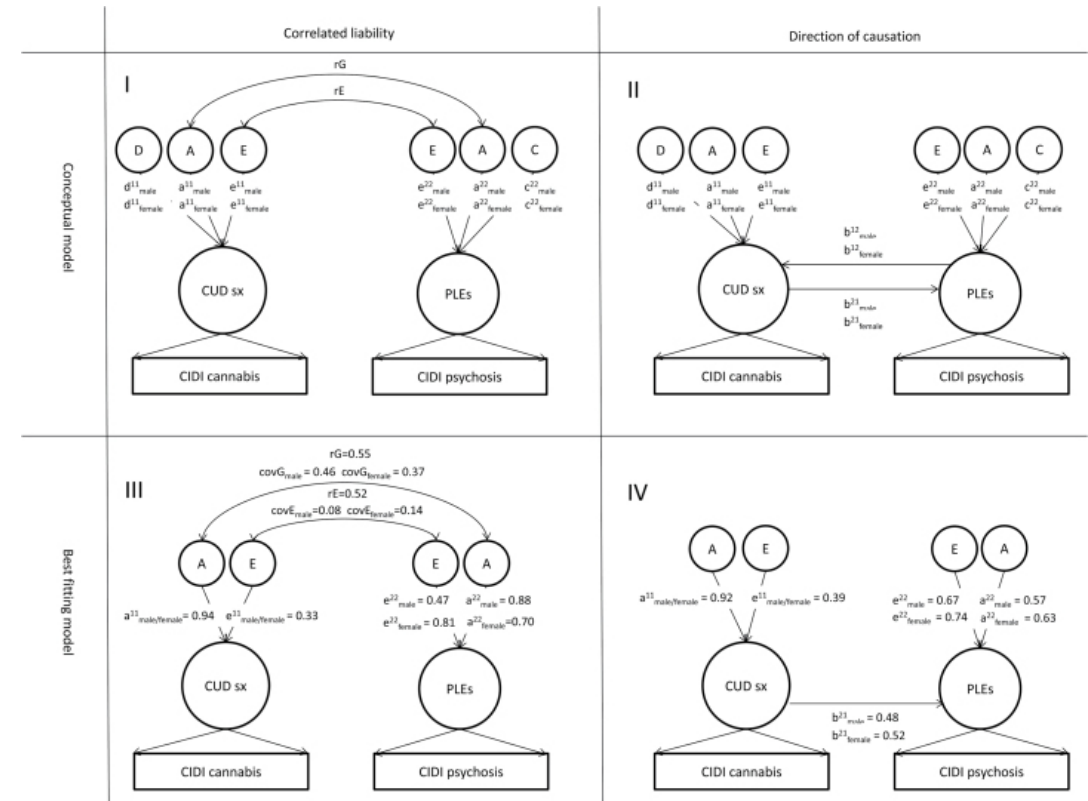 Correlated liability
Direction of causation
Conceptual model
I
rG
rE
D A E E A C
d11male a11male e11male e22male a22male c22male
d11female a11female e11female e22female a22female c22female
CUD sx
PLEs
CIDI cannabis
CIDI psychosis
II
D A E E A C
d11male a11male e11male e22male a22male c22male
d11female a11female e11female e22female a22female c22female
b12male
b12female
CUD sx
PLEs
b21male
b21female
CIDI cannabis
CIDI psychosis
Best fitting model
III
rG=0.55
covGmale = 0.46 covGfemale = 0.37
rE=0.52
covEmale=0.08 covEfemale=0.14
A E E A
e22male = 0.47 a22male = 0.88
a11male/female= 0.94 e11male/female = 0.33
e22female = 0.81 a22female=0.70
CUD sx
PLEs
CIDI cannabis
CIDI psychosis
IV
A E E A
a11male/female = 0.92 e11male/female = 0.39
e22male = 0.67 a22male = 0.57
e22female = 0.74 a22female = 0.63
CUD sx
PLEs
b21male = 0.48
b21female = 0.52
CIDI cannabis
CIDI psychosis